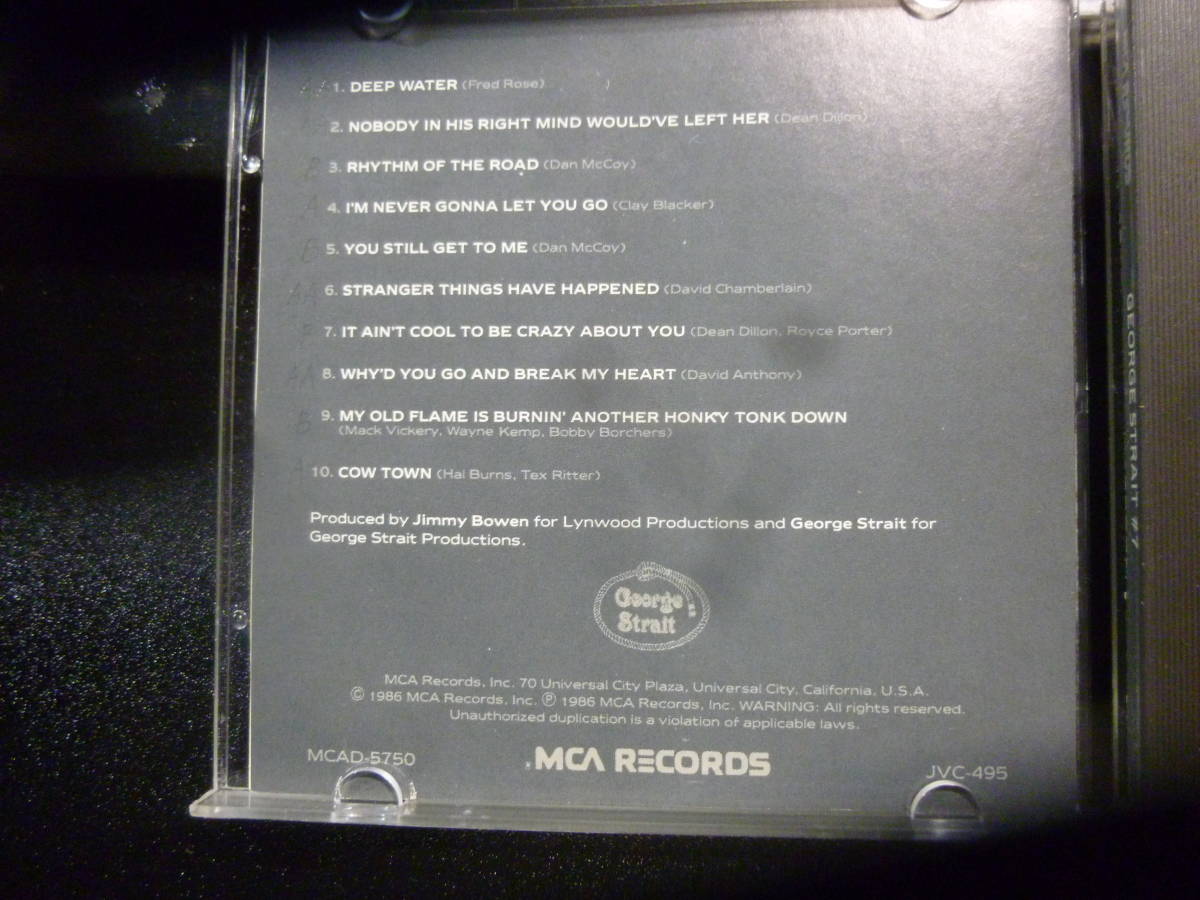 1. DEEP WATER (Fred Rose) )
2. NOBODY IN HIS RIGHT MIND WOULD'VE LEFT HER (Dean Dillon)
B 3. RHYTHM OF THE ROAD (Dan McCoy)
A 4. I'M NEVER GONNA LET YOU GO (Clay Blacker)
B 5. YOU STILL GET TO ME (Dan McCoy)
AA 6. STRANGER THINGS HAVE HAPPENED (David Chamberlain)
7. IT AIN'T COOL TO BE CRAZY ABOUT YOU (Dean Dillon, Royce Porter)
AA 8. WHY'D YOU GO AND BREAK MY HEART (David Anthony)
B 9. MY OLD FLAME IS BURNIN' ANOTHER HONKY TONK DOWN
(Mack Vickery, Wayne Kemp, Bobby Borchers)
A 10. COW TOWN (Hal Burns, Tex Ritter)
Produced by Jimmy Bowen for Lynwood Productions and George Strait for
George Strait Productions.
George
Strait
MCA Records, Inc. 70 Universal City Plaza, Universal City, California, U.S.A.
© 1986 MCA Records, Inc. ℗ 1986 MCA Records, Inc. WARNING: All rights reserved.
Unauthorized duplication is a violation of applicable laws.
MCAD-5750
MCA RECORDS
JVC-495
GEORGE STRAIT #7